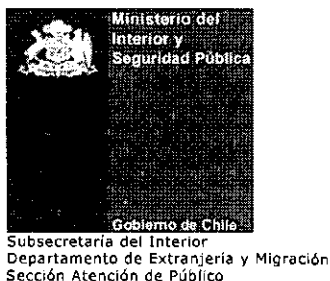 Ministerio del
Interior y
Seguridad Pública
Gobierno de Chile
Subsecretaría del Interior
Departamento de Extranjería y Migración
Sección Atención de Público